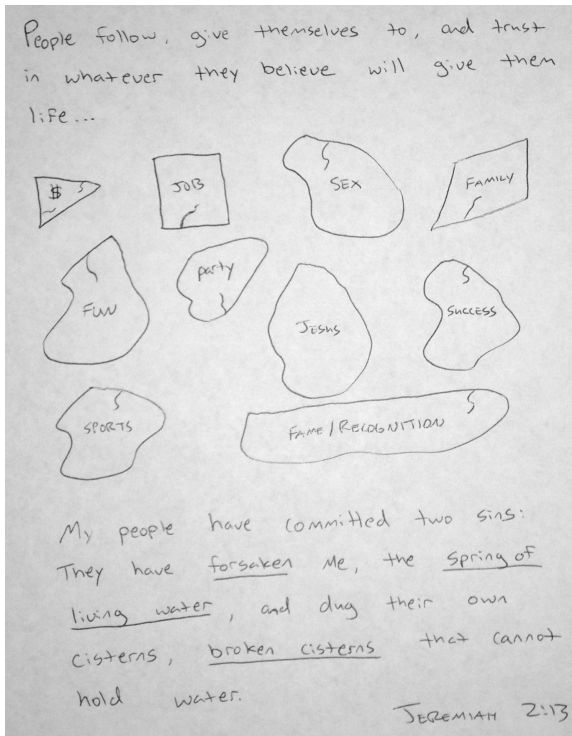 People follow, give themselves to, and trust
in whatever they believe will give them
life...
$
JOB
SEX
FAMILY
FUN
party
JESUS
SUCCESS
SPORTS
FAME/RECOGNITION
My people have committed two sins:
They have forsaken Me, the spring of
living water, and dug their own
cisterns, broken cisterns that cannot
hold water.
JEREMIAH 2:13